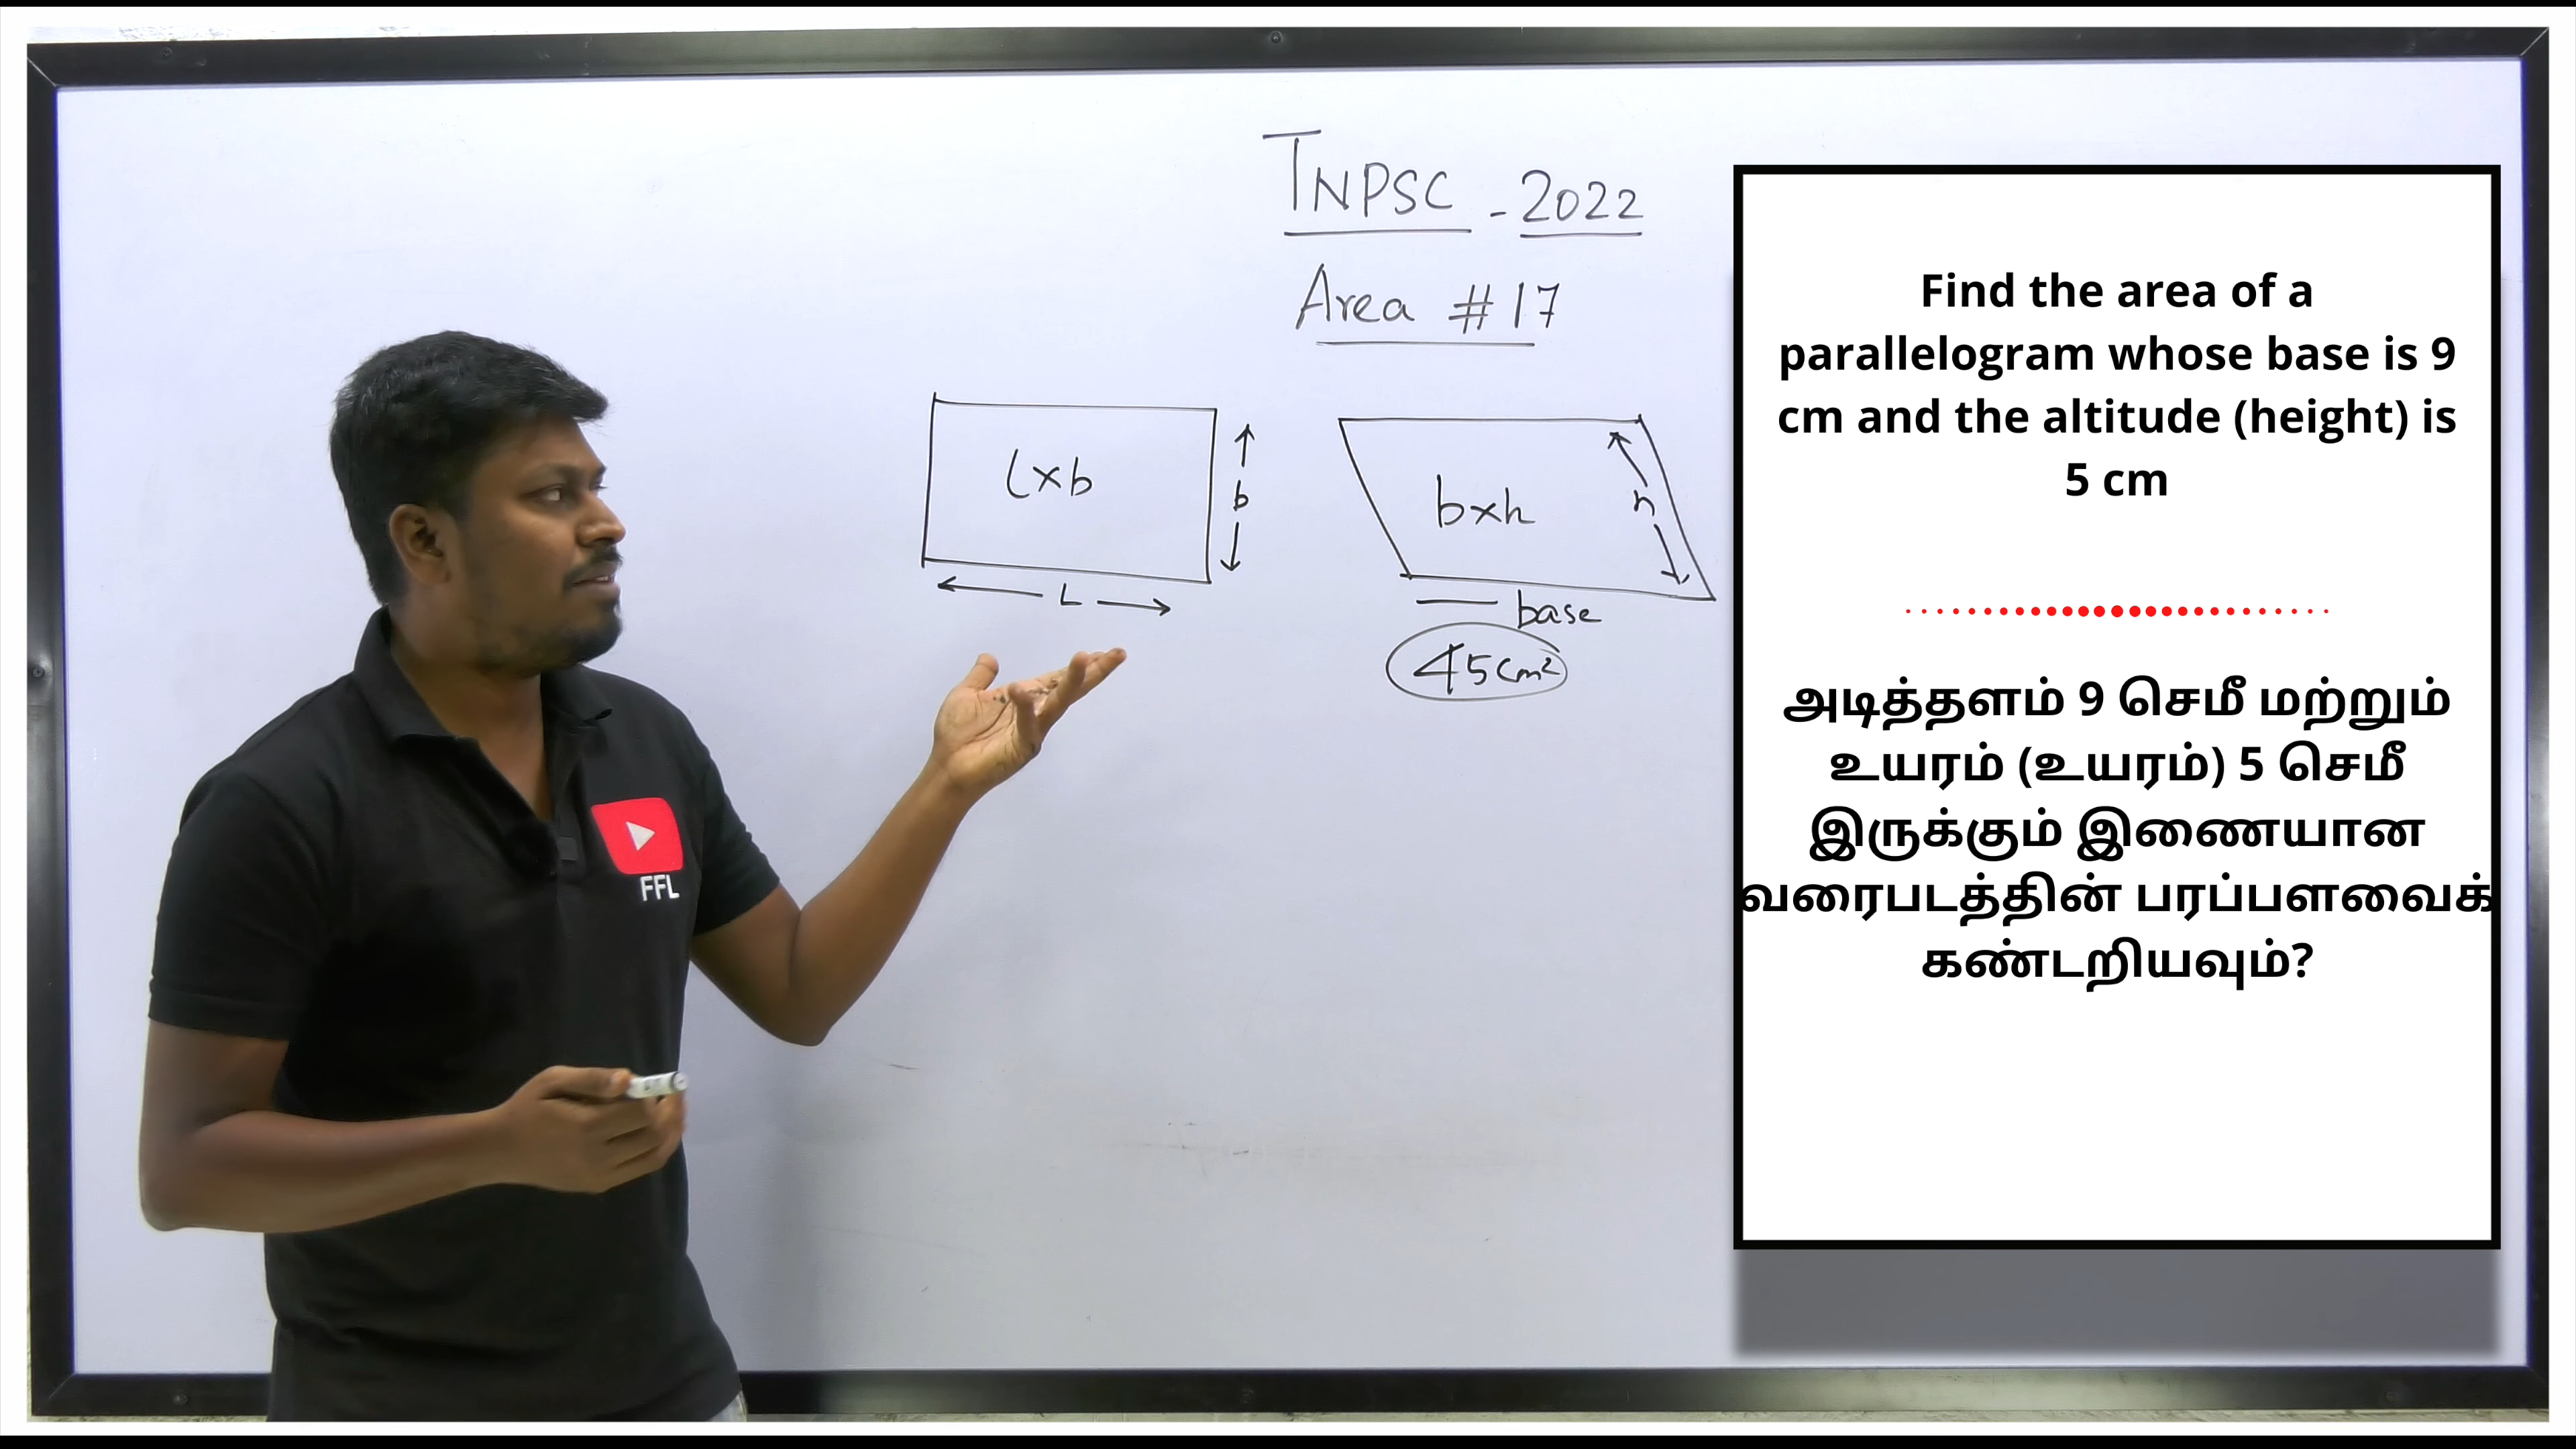 TNPSC - 2022
Area # 17
l×b
b
L
b×h
h
base
45cm²
FFL
Find the area of a
parallelogram whose base is 9
cm and the altitude (height) is
5 cm
அடித்தளம் 9 செமீ மற்றும்
உயரம் (உயரம்) 5 செமீ
இருக்கும் இணையான
வரைபடத்தின் பரப்பளவைக்
கண்டறியவும்?